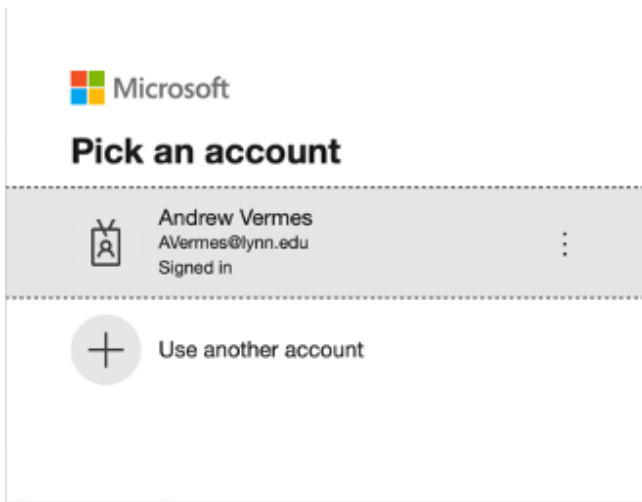 Microsoft
Pick an account
Andrew Vermes
AVermes@lynn.edu
Signed in
Use another account